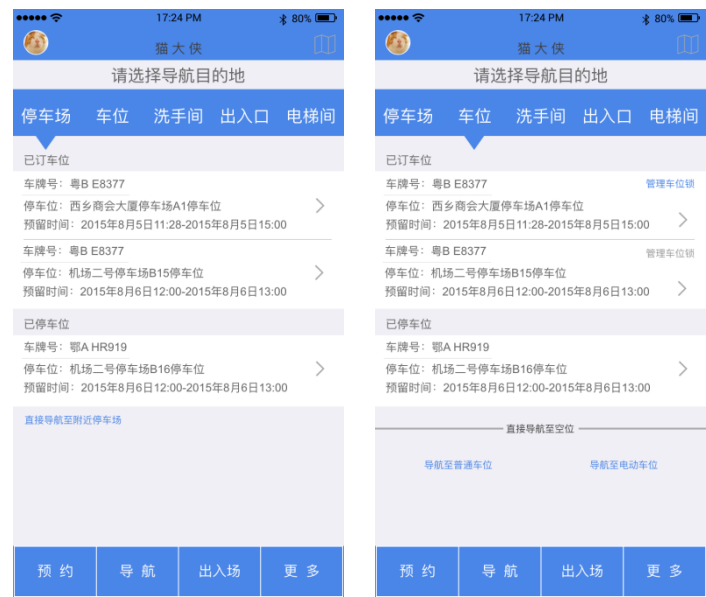 17:24 PM
80%
猫大侠
请选择导航目的地
停车场 车位 洗手间 出入口 电梯间
已订车位
车牌号：粤B E8377
停车位：西乡商会大厦停车场A1停车位
预留时间：2015年8月5日11:28-2015年8月5日15:00
车牌号：粤B E8377
停车位：机场二号停车场B15停车位
预留时间：2015年8月6日12:00-2015年8月6日13:00
已停车位
车牌号：鄂A HR919
停车位：机场二号停车场B16停车位
预留时间：2015年8月6日12:00-2015年8月6日13:00
直接导航至附近停车场
预 约 导 航 出入场 更 多
17:24 PM
80%
猫大侠
请选择导航目的地
停车场 车位 洗手间 出入口 电梯间
已订车位
车牌号：粤B E8377
管理车位锁
停车位：西乡商会大厦停车场A1停车位
预留时间：2015年8月5日11:28-2015年8月5日15:00
车牌号：粤B E8377
管理车位锁
停车位：机场二号停车场B15停车位
预留时间：2015年8月6日12:00-2015年8月6日13:00
已停车位
车牌号：鄂A HR919
停车位：机场二号停车场B16停车位
预留时间：2015年8月6日12:00-2015年8月6日13:00
直接导航至空位
导航至普通车位 导航至电动车位
预 约 导 航 出入场 更 多